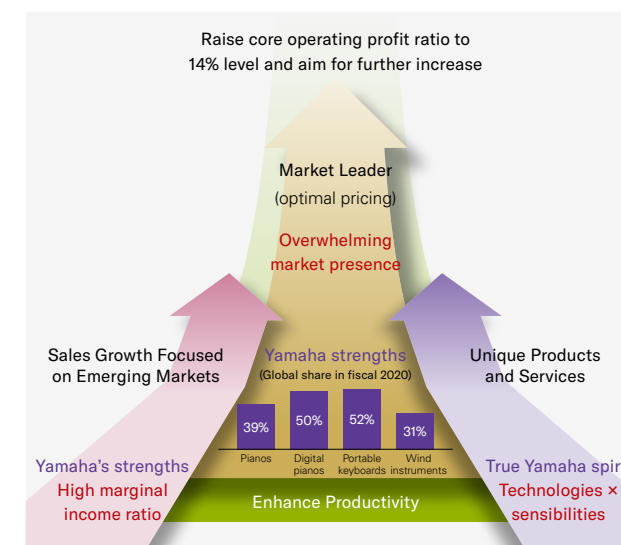 Raise core operating profit ratio to
14% level and aim for further increase
Market Leader
(optimal pricing)
Overwhelming
market presence
Sales Growth Focused
on Emerging Markets
Yamaha strengths
(Global share in fiscal 2020)
Unique Products
and Services
39%
50%
52%
31%
Pianos
Digital
pianos
Portable
keyboards
Wind
instruments
Yamaha's strengths
High marginal
income ratio
Enhance Productivity
True Yamaha spir
Technologies ×
sensibilities